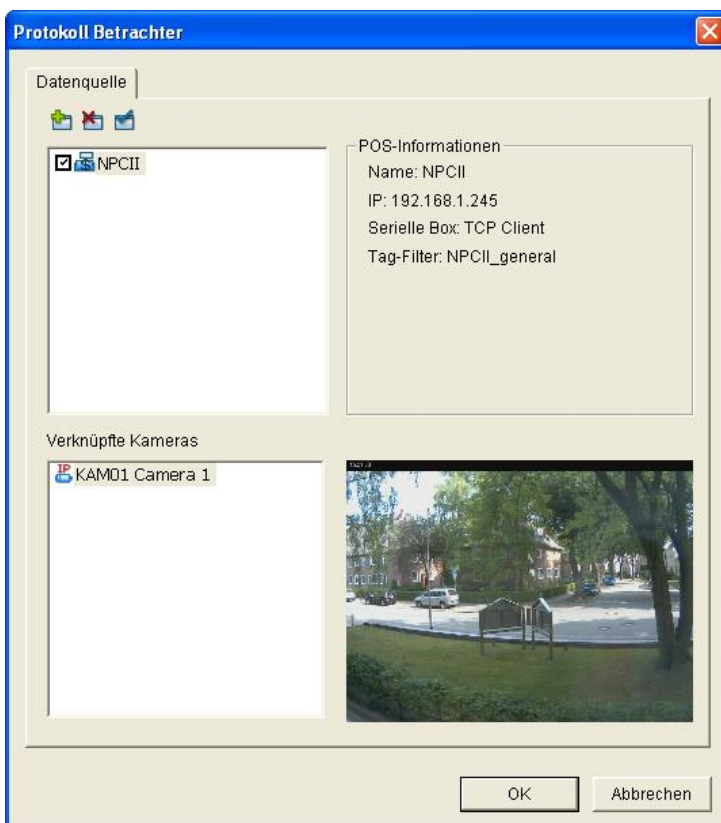 Protokoll Betrachter
Datenquelle
NPCII
POS-Informationen
Name: NPCII
IP: 192.168.1.245
Serielle Box: TCP Client
Tag-Filter: NPCII_general
Verknüpfte Kameras
IP
KAM01 Camera 1
OK
Abbrechen